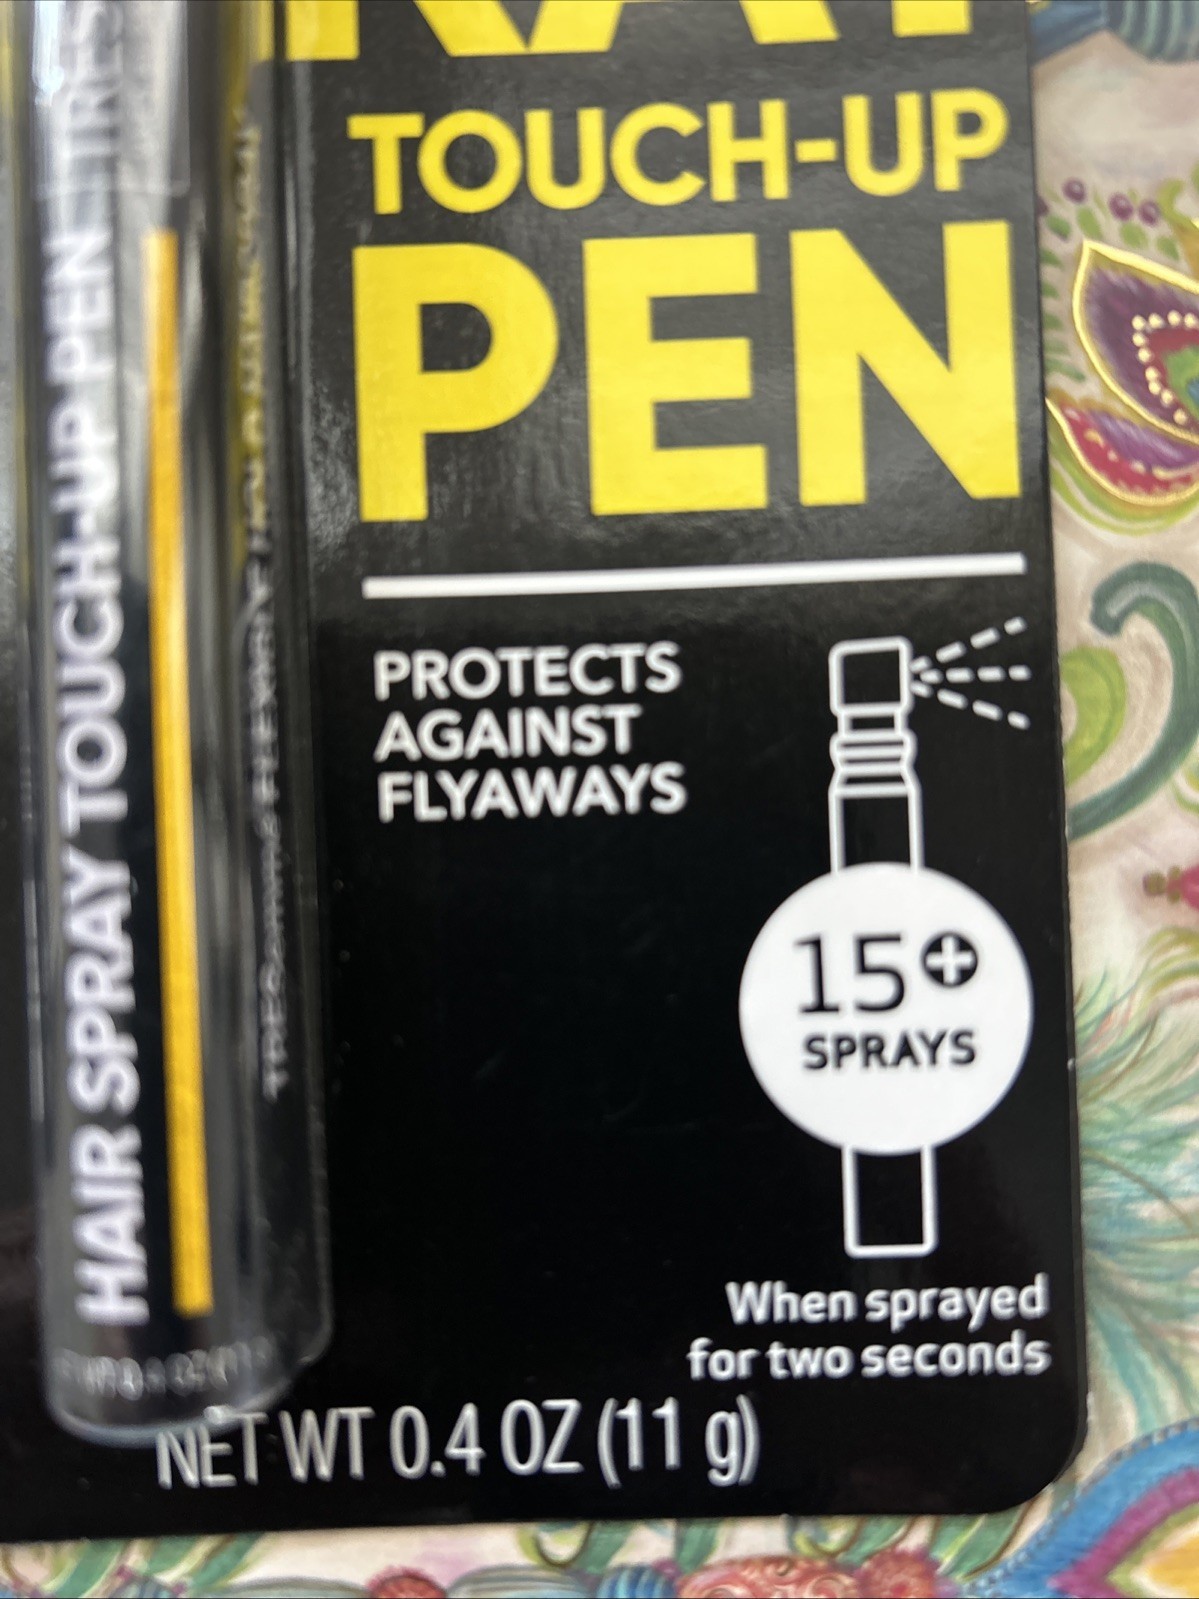 TOUCH-UP
PEN
PROTECTS
AGAINST
FLYAWAYS
15+
SPRAYS
When sprayed
for two seconds
NET WT 0.4 OZ (11 g)
HAIR SPRAY TOUCH-UP PEN TRES